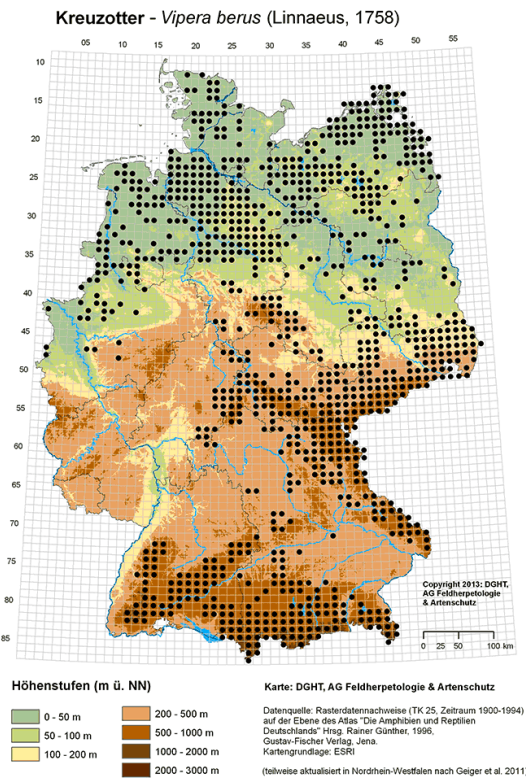 Kreuzotter - Vipera berus (Linnaeus, 1758)
05 10 15 20 25 30 35 40 45 50 55
10
15
20
25
30
35
40
45
50
55
60
65
70
75
80
85
Copyright 2013: DGHT,
AG Feldherpetologie
& Artenschutz
0 25 50 100 km
Höhenstufen (m ü. NN)
0 - 50 m
50 - 100 m
100 - 200 m
200 - 500 m
500 - 1000 m
1000 - 2000 m
2000 - 3000 m
Karte: DGHT, AG Feldherpetologie & Artenschutz
Datenquelle: Rasterdatennachweise (TK 25, Zeitraum 1900-1994)
auf der Ebene des Atlas "Die Amphibien und Reptilien
Deutschlands" Hrsg. Rainer Günther, 1996,
Gustav-Fischer Verlag, Jena.
Kartengrundlage: ESRI
(teilweise aktualisiert in Nordrhein-Westfalen nach Geiger et al. 2011)